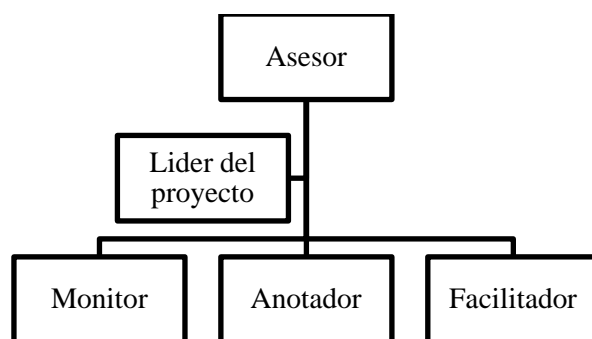 Asesor
Lider del
proyecto
Monitor
Anotador
Facilitador